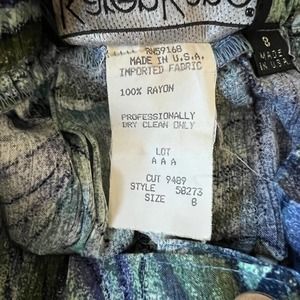 8
MADE
IN U.S.A.
RN59168
MADE IN U.S.A.
IMPORTED FABRIC
100% RAYON
PROFESSIONALLY
DRY CLEAN ONLY
LOT
A A A
CUT 9489
STYLE 58273
SIZE 8